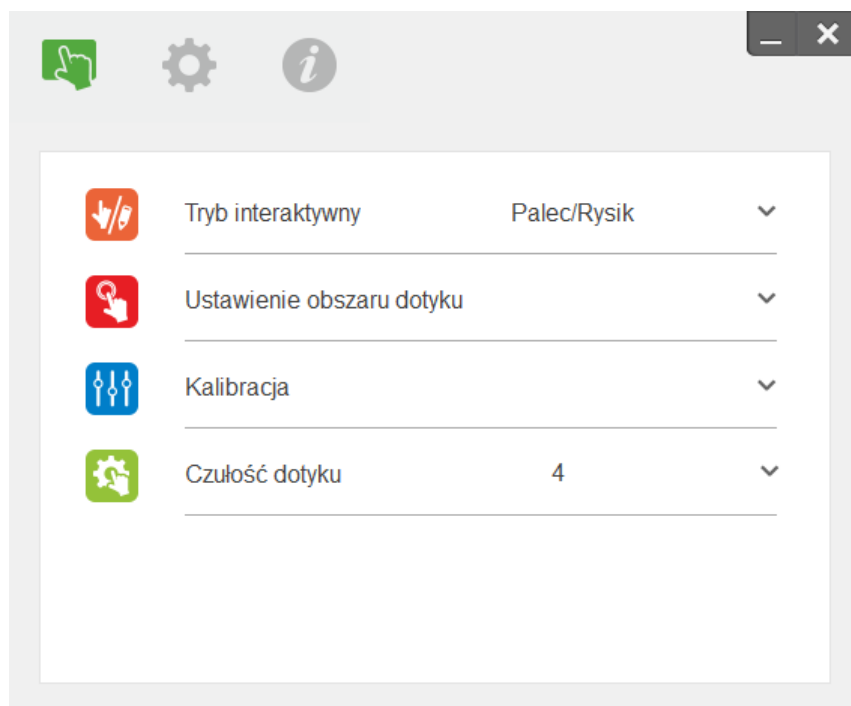 Tryb interaktywny Palec/Rysik
Ustawienie obszaru dotyku
Kalibracja
Czułość dotyku 4